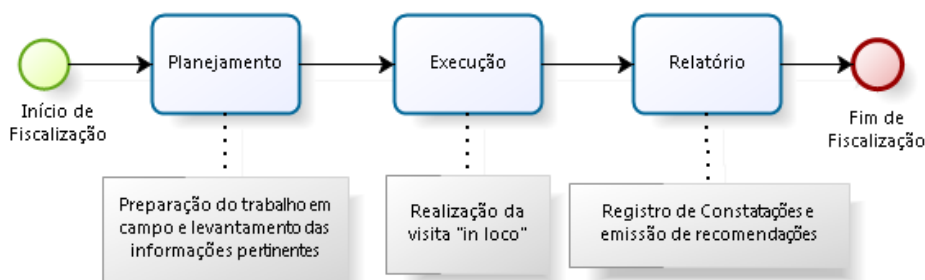 Planejamento
Execução
Relatório
Início de
Fiscalização
Fim de
Fiscalização
Preparação do trabalho em
campo e levantamento das
informações pertinentes
Realização da
visita "in loco"
Registro de Constatações e
emissão de recomendações